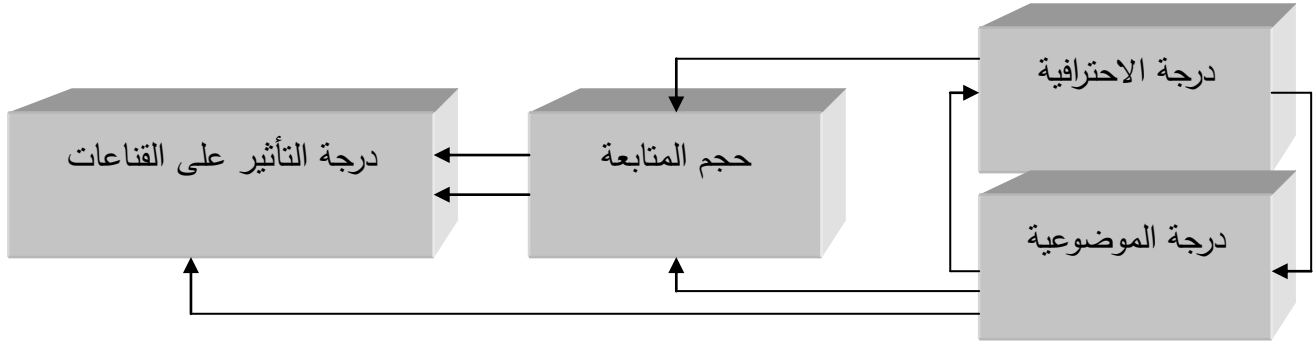 درجة الاحترافية
حجم المتابعة
درجة التأثير على القناعات
درجة الموضوعية